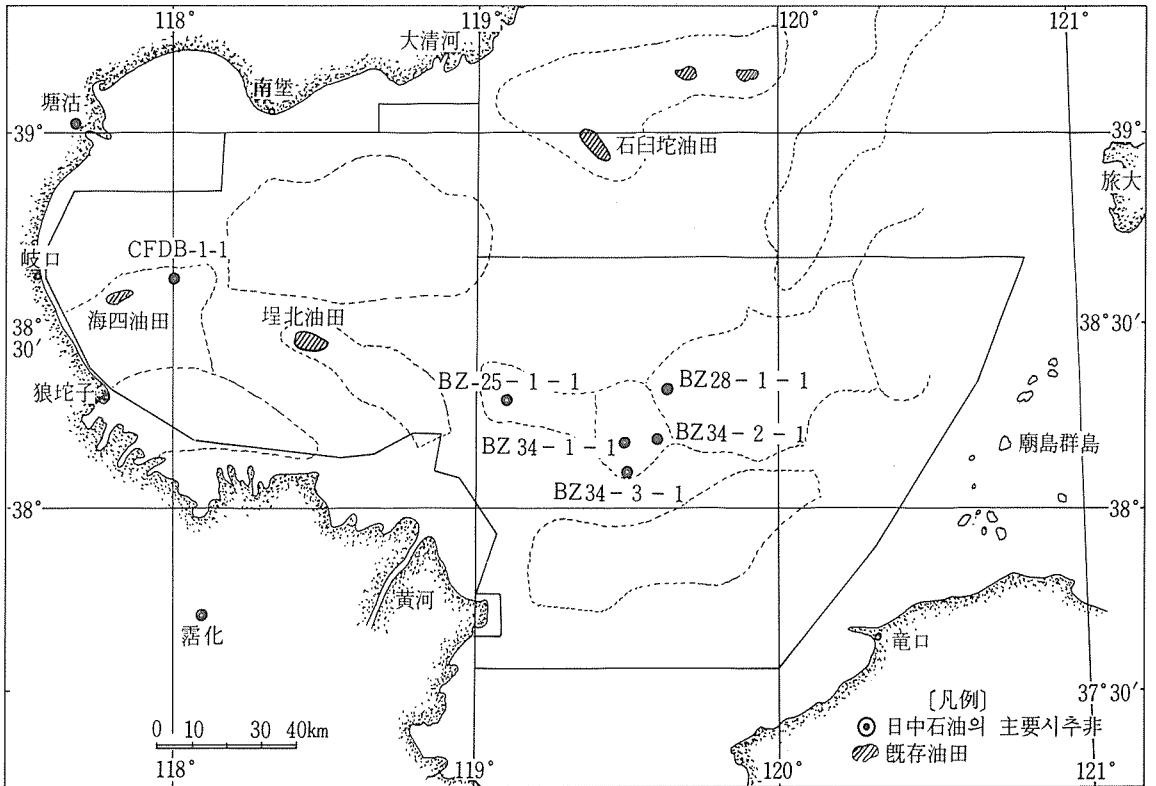 118°
119°
120°
121°
大清河
南堡
塘沽
39°
39°
石臼坨油田
旅大
CFDB-1-1
岐口
海四油田
埕北油田
38°
30′
38°30′
BZ-25-1-1
BZ28-1-1
狼坨子
BZ34-1-1
BZ34-2-1
廟島群島
BZ34-3-1
38°
38°
黄河
霑化
竜口
37°30′
〔凡例〕
日中石油의 主要시추非
旣存油田
0 10 30 40km
118°
119°
120°
121°